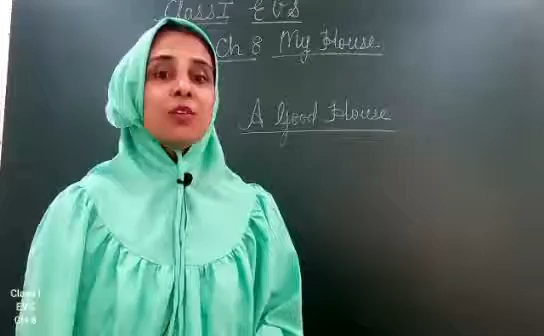 Class I EVS
Ch 8 My House
A Good House
Class I
EVS
Ch 8